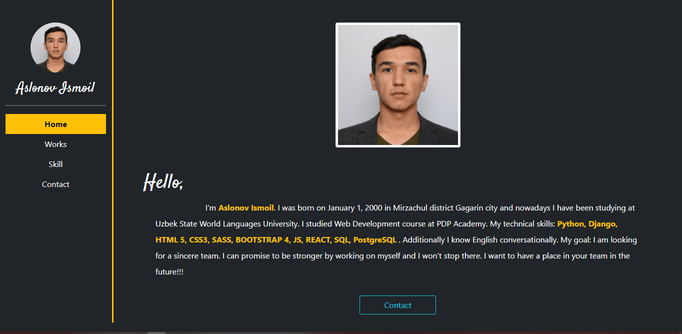 Aslonov Ismoil
Home
Works
Skill
Contact
Hello,
I'm Aslonov Ismoil. I was born on January 1, 2000 in Mirzachul district Gagarin city and nowadays I have been studying at
Uzbek State World Languages University. I studied Web Development course at PDP Academy. My technical skills: Python, Django,
HTML 5, CSS3, SASS, BOOTSTRAP 4, JS, REACT, SQL, PostgreSQL . Additionally I know English conversationally. My goal: I am looking
for a sincere team. I can promise to be stronger by working on myself and I won't stop there. I want to have a place in your team in the
future!!!
Contact